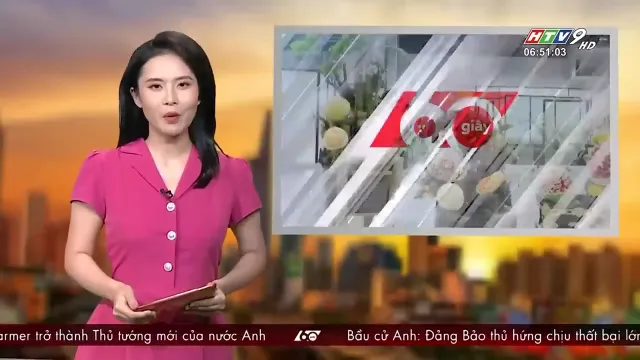 HTV9 HD
06:51:03
giây
armer trở thành Thủ tướng mới của nước Anh 60 Bầu cử Anh: Đảng Bảo thủ hứng chịu thất bại lớ